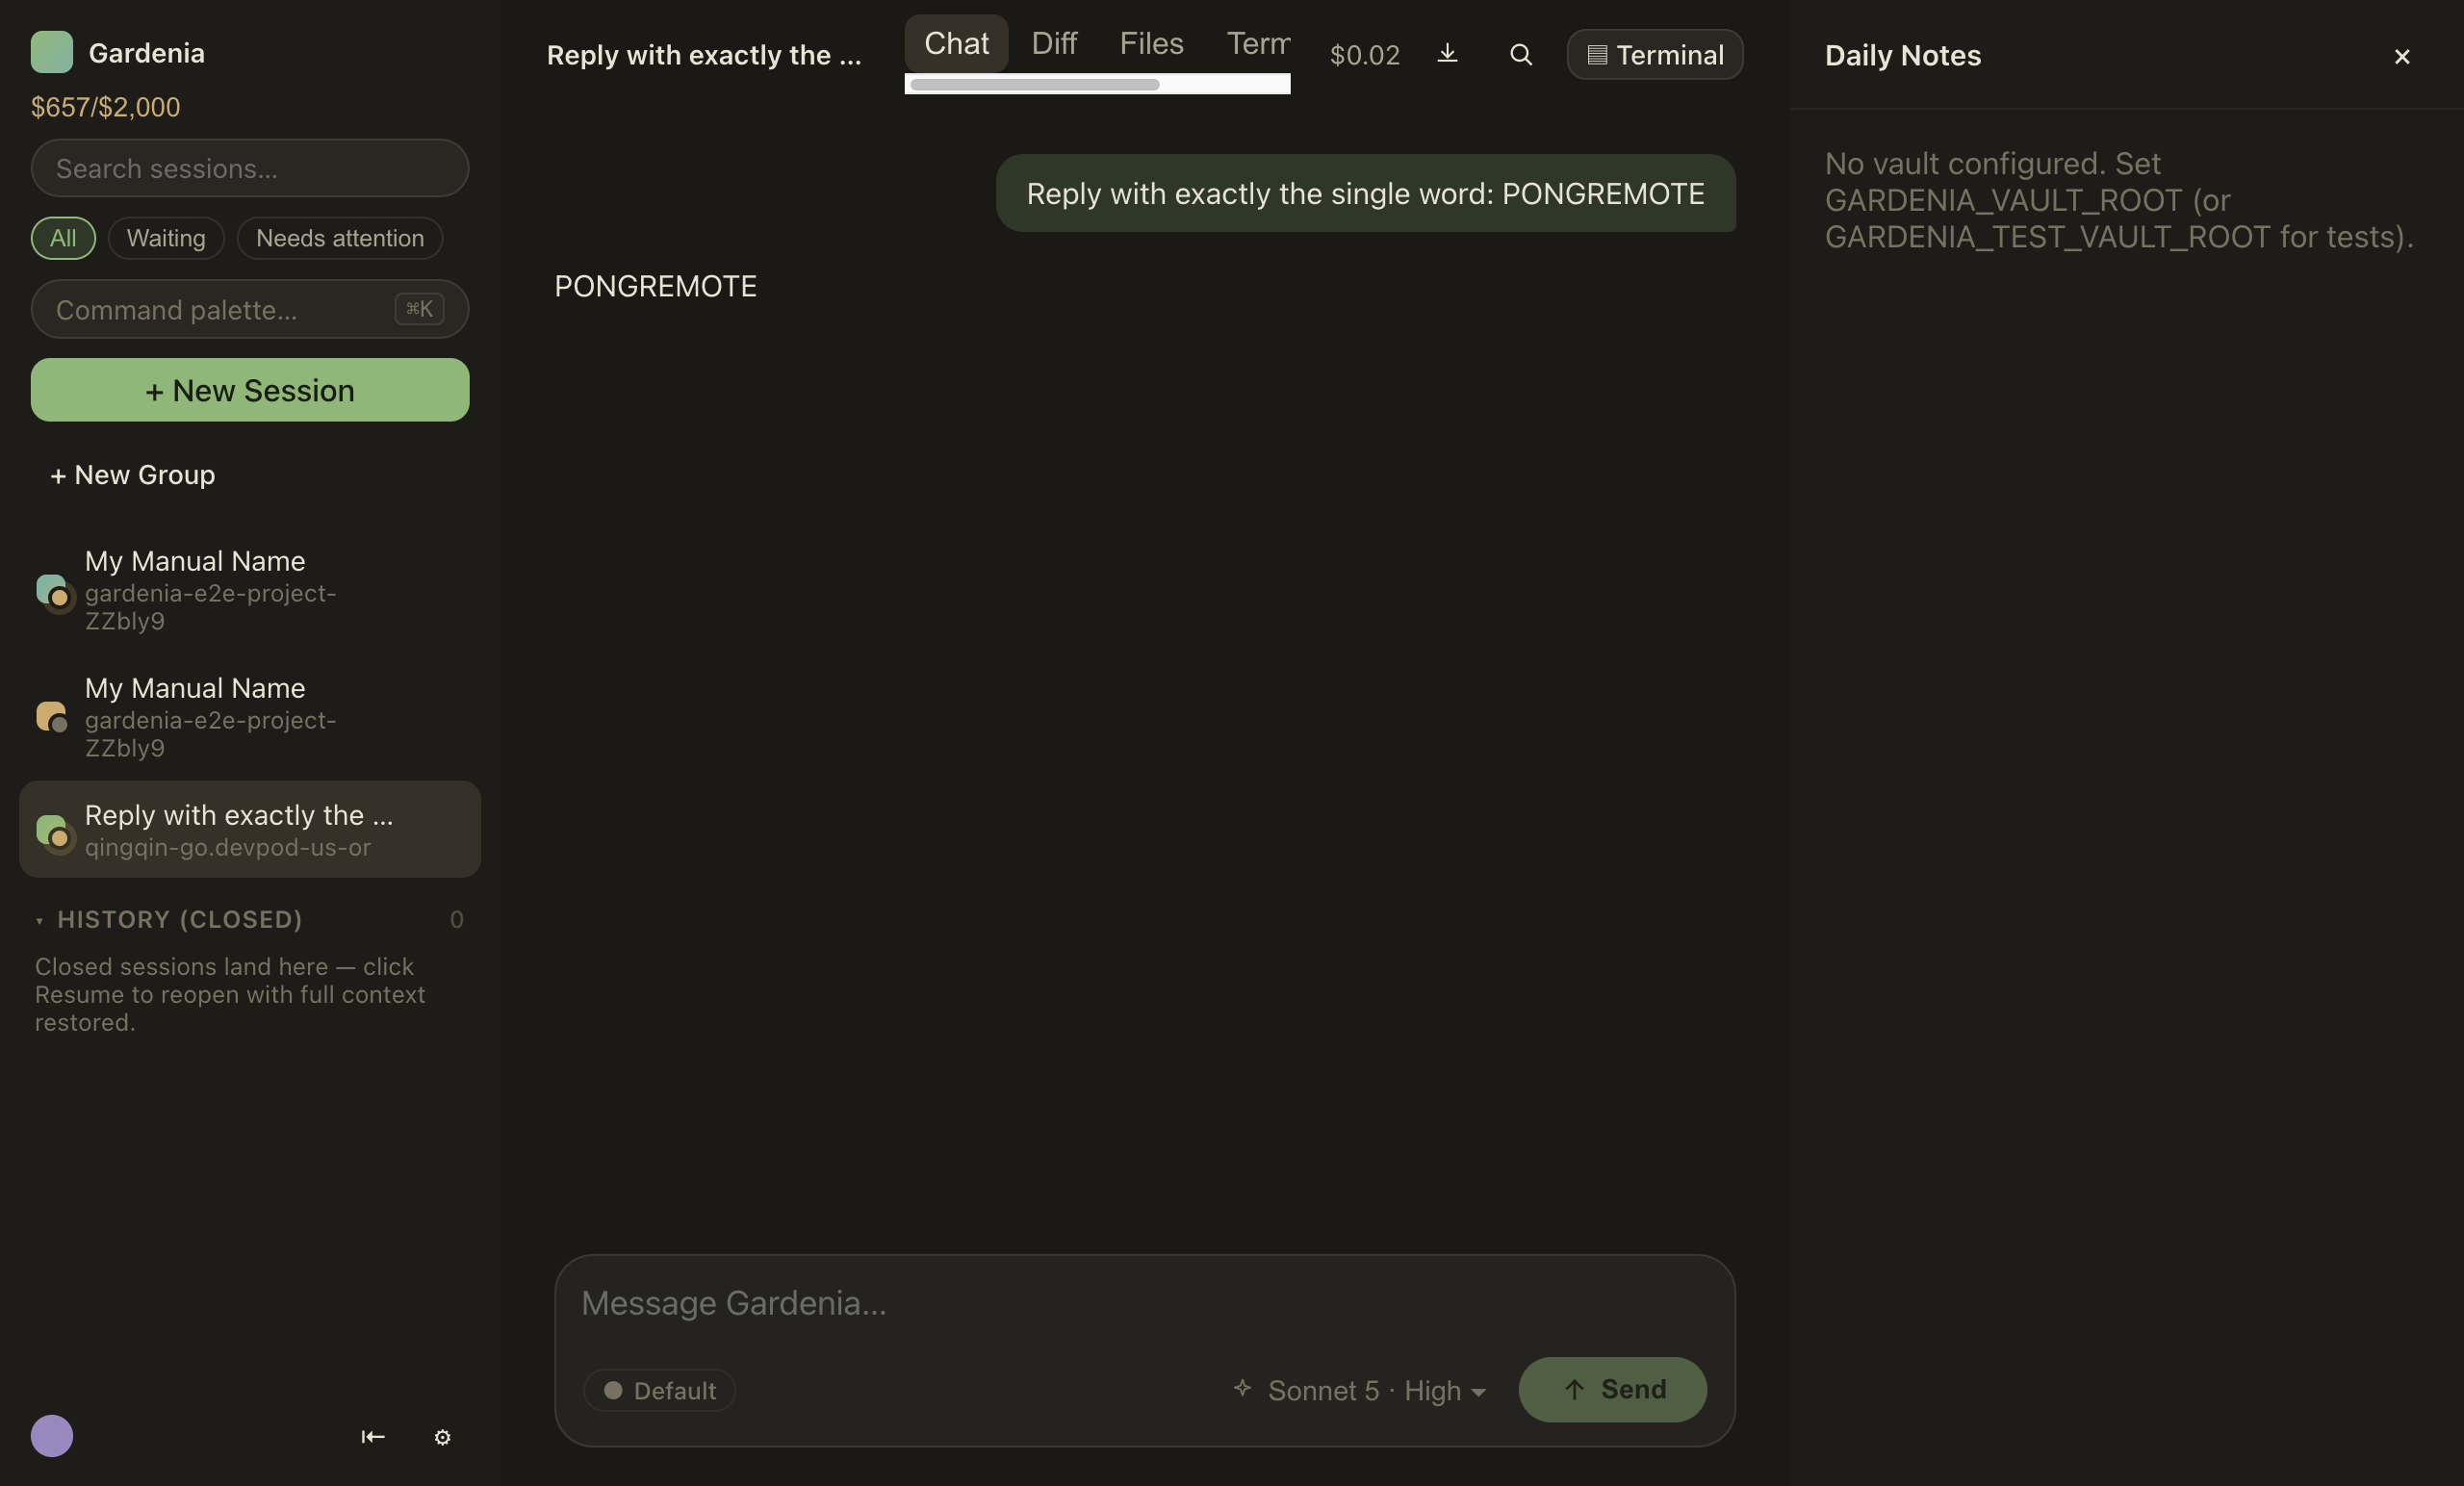 Gardenia
$657/$2,000
Search sessions...
All
Waiting
Needs attention
Command palette...
⌘K
+ New Session
+ New Group
My Manual Name
gardenia-e2e-project-
ZZbly9
My Manual Name
gardenia-e2e-project-
ZZbly9
Reply with exactly the ...
qingqin-go.devpod-us-or
HISTORY (CLOSED)
0
Closed sessions land here — click
Resume to reopen with full context
restored.
Reply with exactly the ...
Chat
Diff
Files
Term
$0.02
Terminal
Reply with exactly the single word: PONGREMOTE
PONGREMOTE
Message Gardenia...
Default
Sonnet 5 · High
Send
Daily Notes
No vault configured. Set
GARDENIA_VAULT_ROOT (or
GARDENIA_TEST_VAULT_ROOT for tests).